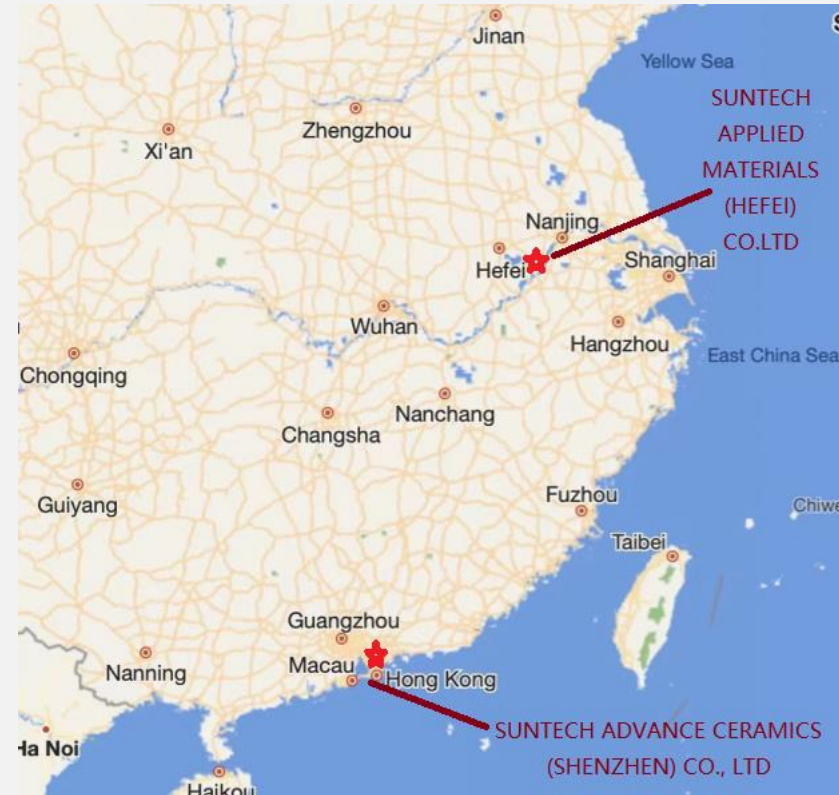 Jinan
Yellow Sea
SUNTECH
APPLIED
MATERIALS
(HEFEI)
CO.LTD
Zhengzhou
Xi'an
Nanjing
Hefei
Shanghai
Wuhan
Hangzhou
East China Sea
Chongqing
Nanchang
Changsha
Guiyang
Fuzhou
Chiwe
Taibei
Guangzhou
Nanning
Macau
Hong Kong
SUNTECH ADVANCE CERAMICS
(SHENZHEN) CO., LTD
Ha Noi
Haikou